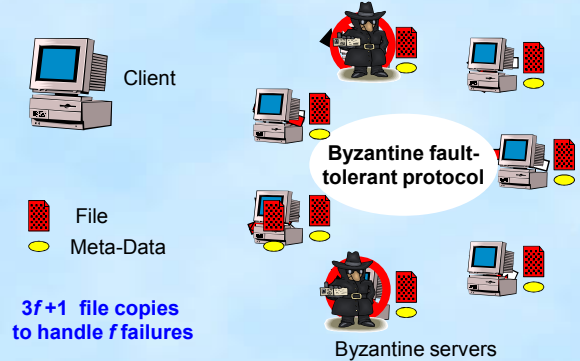 Client
Byzantine fault-
tolerant protocol
File
Meta-Data
3f +1 file copies
to handle f failures
Byzantine servers